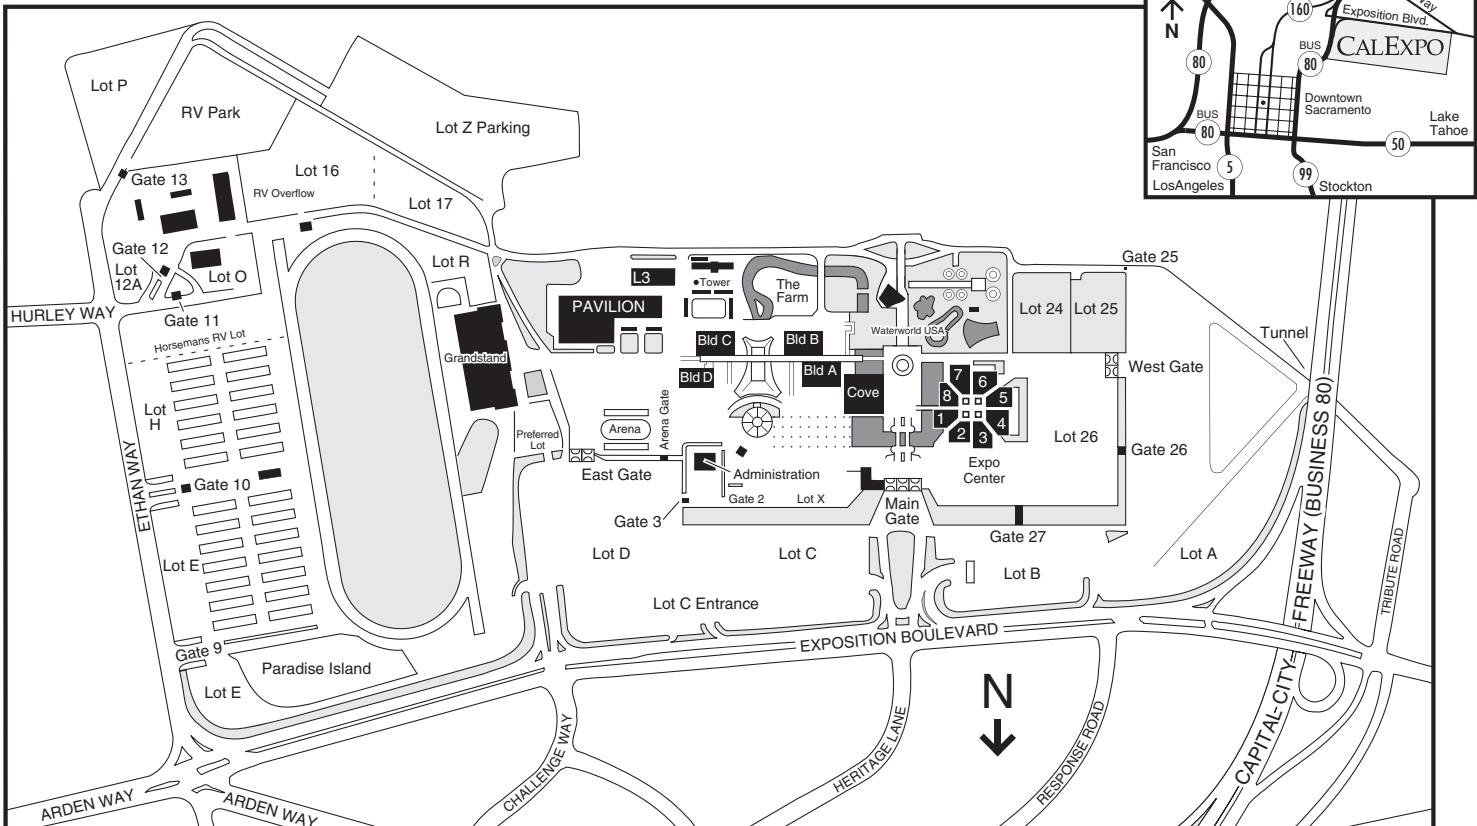 160
way
Exposition Blvd.
N
BUS
CALEXPO
80
80
Downtown
Sacramento
BUS
80
Lake
Tahoe
50
San
Francisco
5
99
LosAngeles
Stockton
Lot P
RV Park
Lot Z Parking
Gate 13
Lot 16
RV Overflow
Lot 17
Gate 12
Lot
12A
Lot O
Lot R
Gate 11
HURLEY WAY
Horsemans RV Lot
Grandstand
L3
PAVILION
Tower
The
Farm
Bld C
Bld B
Bld D
Bld A
Cove
Waterworld USA
Lot 24
Lot 25
Gate 25
Tunnel
West Gate
7
6
8
5
1
4
2
3
Lot 26
Gate 26
Expo
Center
Lot
H
ETHAN WAY
Gate 10
Preferred
Lot
Arena
Arena Gate
East Gate
Administration
Gate 2
Lot X
Gate 3
Main
Gate
Gate 27
Lot D
Lot C
Lot B
Lot A
Lot E
Lot C Entrance
Gate 9
Paradise Island
Lot E
EXPOSITION BOULEVARD
N
CAPITAL CITY FREEWAY (BUSINESS 80)
TRIBUTE ROAD
ARDEN WAY
ARDEN WAY
CHALLENGE WAY
HERITAGE LANE
RESPONSE ROAD